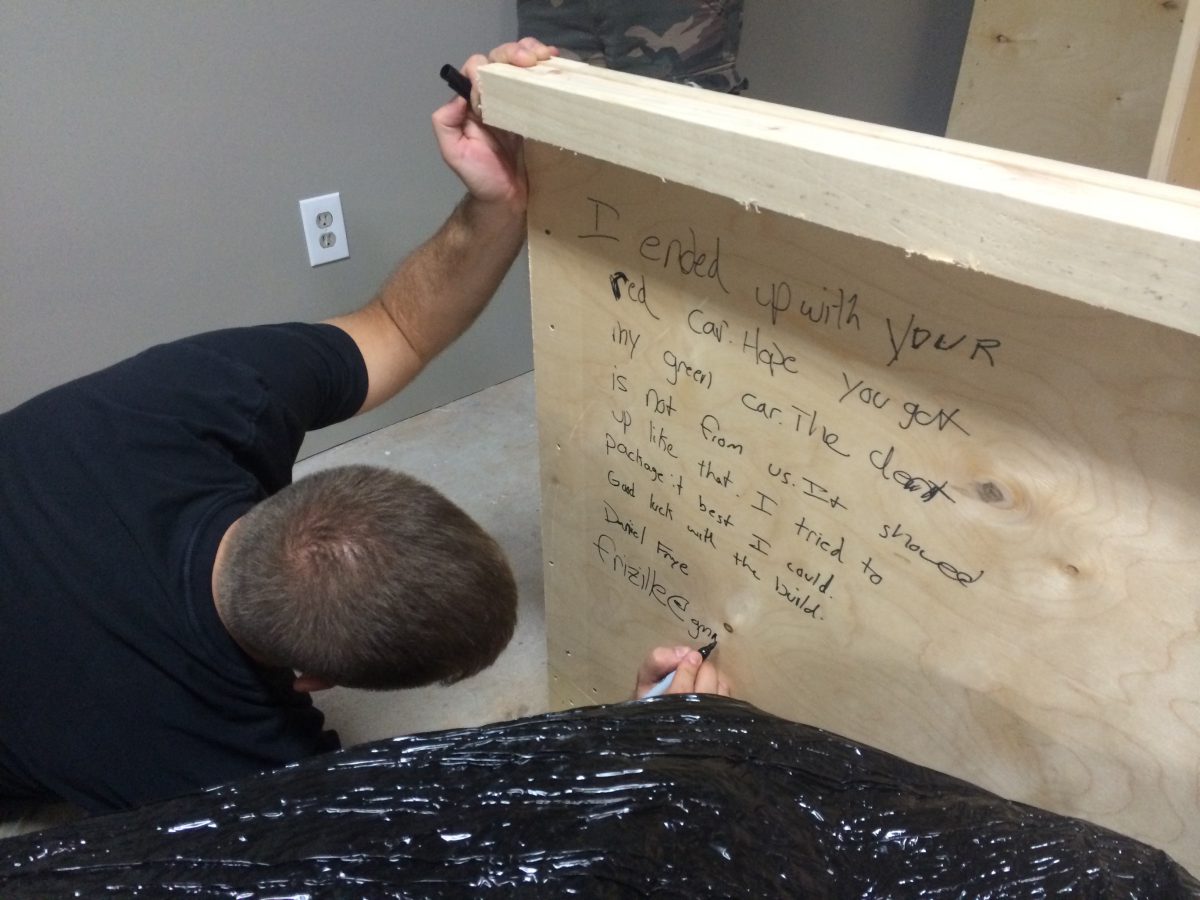 I ended up with YOUR
red car. Hope you got
my green car. The dent
is not from us. It showed
up like that. I tried to
package it best I could.
Good luck with the build.
Daniel Frye
frizilk@gm